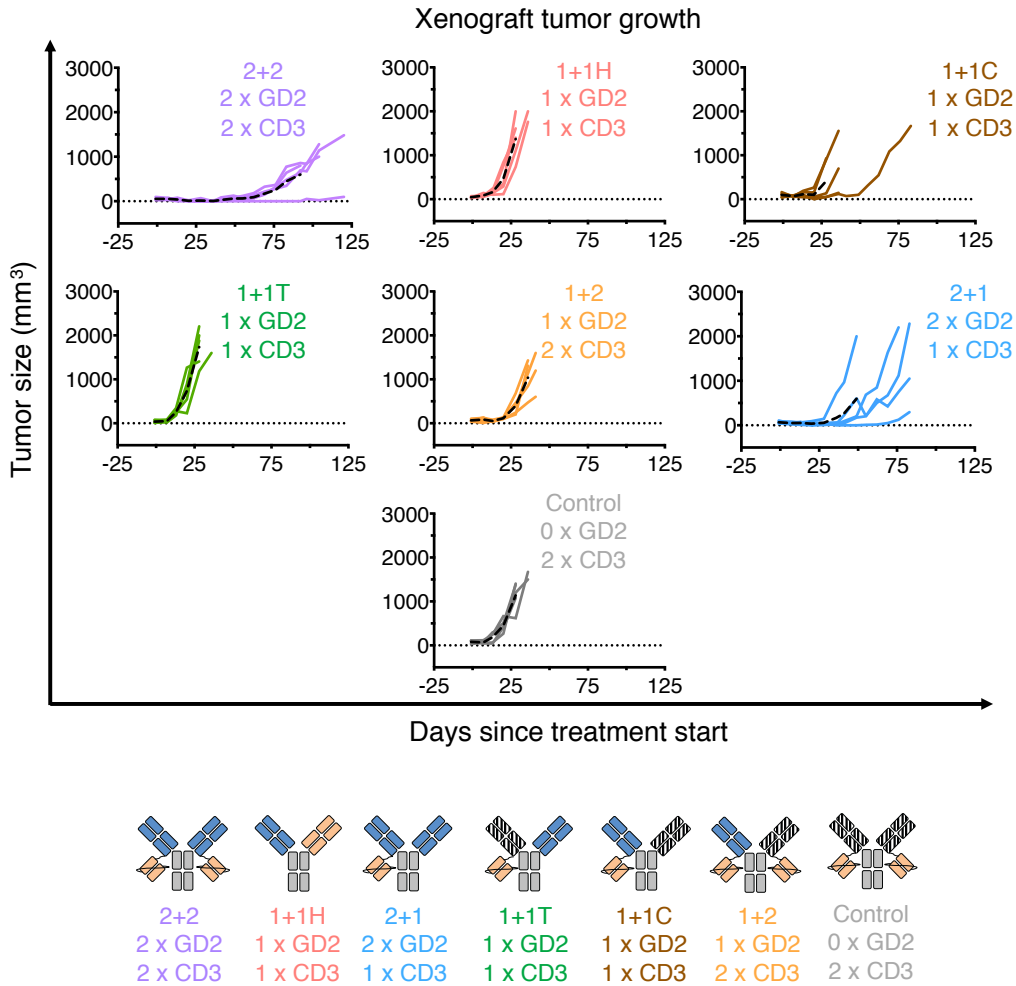 Xenograft tumor growth
Tumor size (mm³)
3000
2000
1000
0
-25
25
75
125
2+2
2 x GD2
2 x CD3
3000
2000
1000
0
-25
25
75
125
1+1H
1 x GD2
1 x CD3
3000
2000
1000
0
-25
25
75
125
1+1C
1 x GD2
1 x CD3
3000
2000
1000
0
-25
25
75
125
1+1T
1 x GD2
1 x CD3
3000
2000
1000
0
-25
25
75
125
1+2
1 x GD2
2 x CD3
3000
2000
1000
0
-25
25
75
125
2+1
2 x GD2
1 x CD3
3000
2000
1000
0
-25
25
75
125
Control
0 x GD2
2 x CD3
Days since treatment start
2+2
2 x GD2
2 x CD3
1+1H
1 x GD2
1 x CD3
2+1
2 x GD2
1 x CD3
1+1T
1 x GD2
1 x CD3
1+1C
1 x GD2
1 x CD3
1+2
1 x GD2
2 x CD3
Control
0 x GD2
2 x CD3